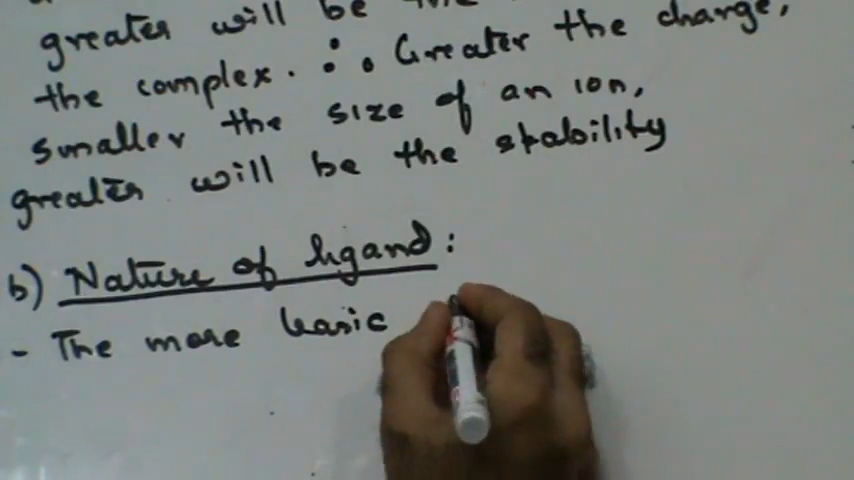 greater will be the
the complex. ∴ Greater the charge,
smaller the size of an ion,
greater will be the stability
b) Nature of ligand:
- The more basic